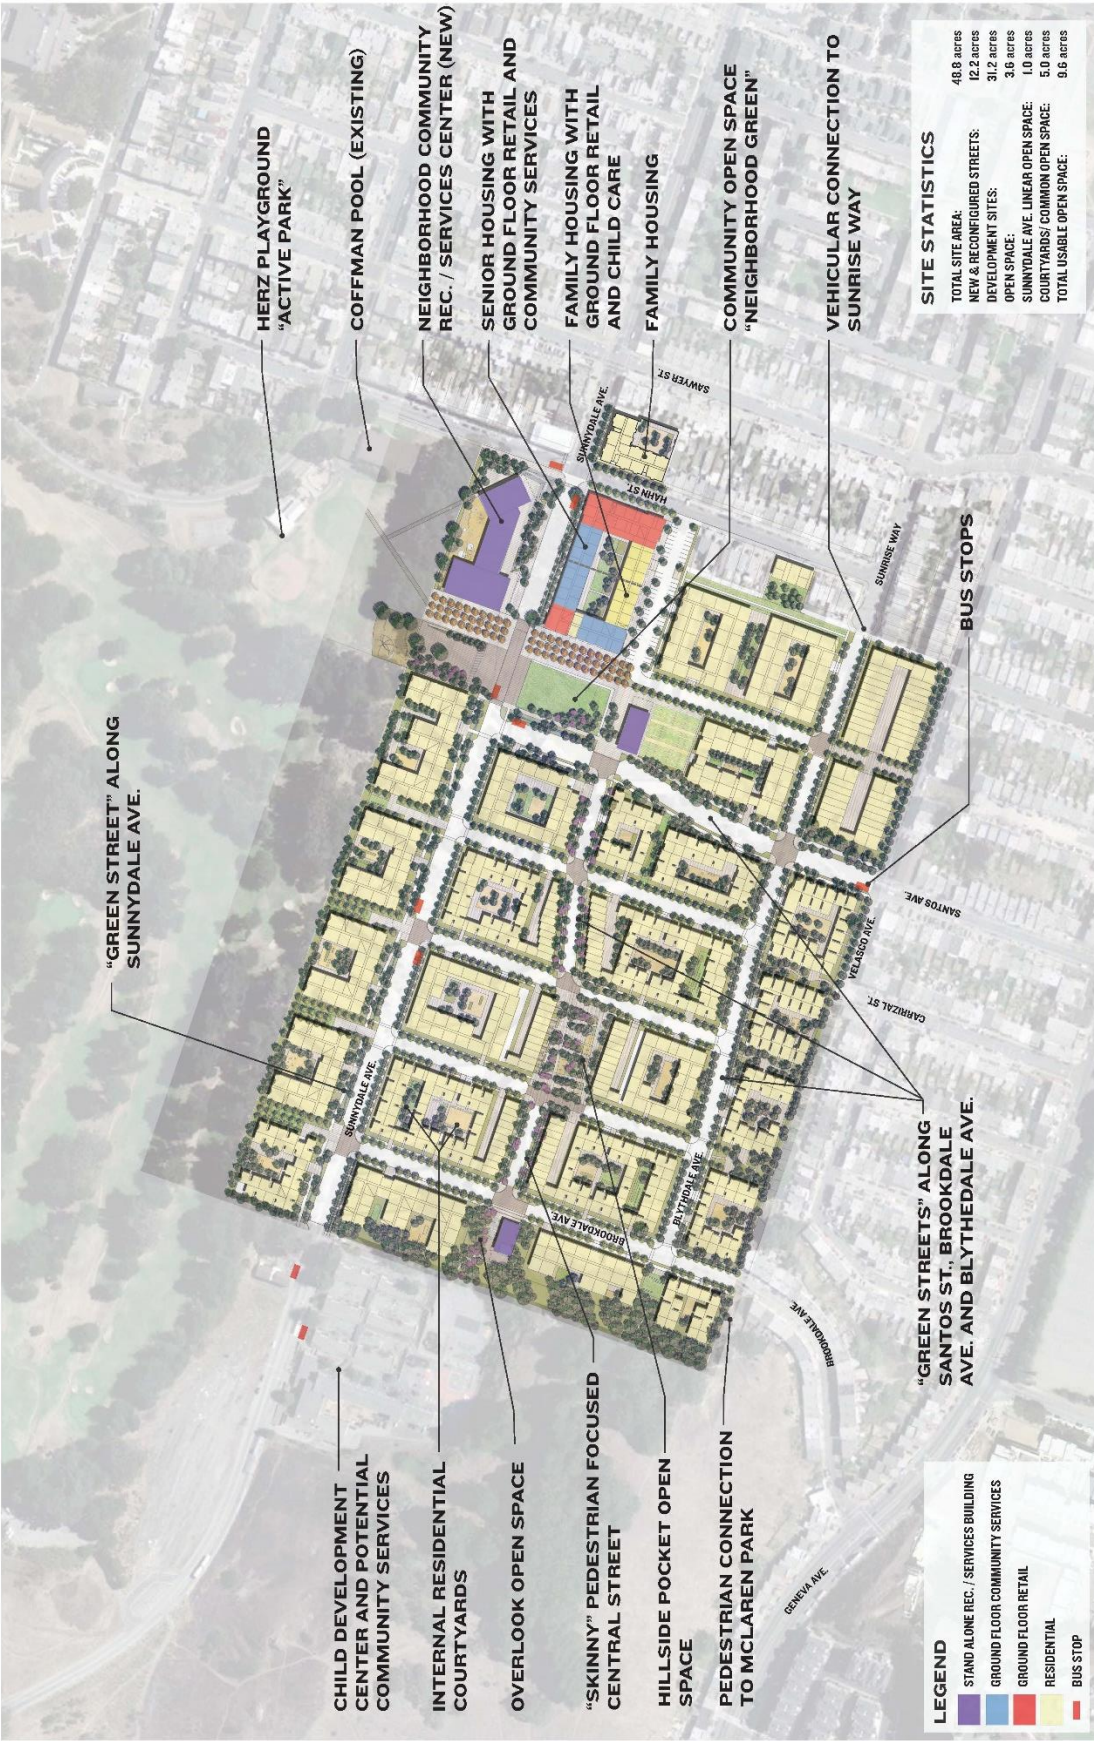 "GREEN STREET" ALONG
SUNNYDALE AVE.
HERZ PLAYGROUND
"ACTIVE PARK"
COFFMAN POOL (EXISTING)
NEIGHBORHOOD COMMUNITY
REC. / SERVICES CENTER (NEW)
SENIOR HOUSING WITH
GROUND FLOOR RETAIL AND
COMMUNITY SERVICES
FAMILY HOUSING WITH
GROUND FLOOR RETAIL
AND CHILD CARE
FAMILY HOUSING
COMMUNITY OPEN SPACE
"NEIGHBORHOOD GREEN"
VEHICULAR CONNECTION TO
SUNRISE WAY
CHILD DEVELOPMENT
CENTER AND POTENTIAL
COMMUNITY SERVICES
INTERNAL RESIDENTIAL
COURTYARDS
OVERLOOK OPEN SPACE
"SKINNY" PEDESTRIAN FOCUSED
CENTRAL STREET
HILLSIDE POCKET OPEN
SPACE
PEDESTRIAN CONNECTION
TO MCLAREN PARK
"GREEN STREETS" ALONG
SANTOS ST., BROOKDALE
AVE. AND BLYTHEDALE AVE.
BUS STOPS
SUNNYDALE AVE.
SUNNYDALE AVE.
HAHN ST.
SAWYER ST.
SUNRISE WAY
SANTOS AVE.
VELASCO AVE.
CARRIZAL ST.
BLYTHDALE AVE.
BROOKDALE AVE.
BROOKDALE AVE.
GENEVA AVE.
LEGEND
STAND ALONE REC. / SERVICES BUILDING
GROUND FLOOR COMMUNITY SERVICES
GROUND FLOOR RETAIL
RESIDENTIAL
BUS STOP
SITE STATISTICS
TOTAL SITE AREA: 48.8 acres
NEW & RECONFIGURED STREETS: 12.2 acres
DEVELOPMENT SITES: 31.2 acres
OPEN SPACE: 3.6 acres
SUNNYDALE AVE. LINEAR OPEN SPACE: 1.0 acres
COURTYARDS/ COMMON OPEN SPACE: 5.0 acres
TOTAL USABLE OPEN SPACE: 9.6 acres